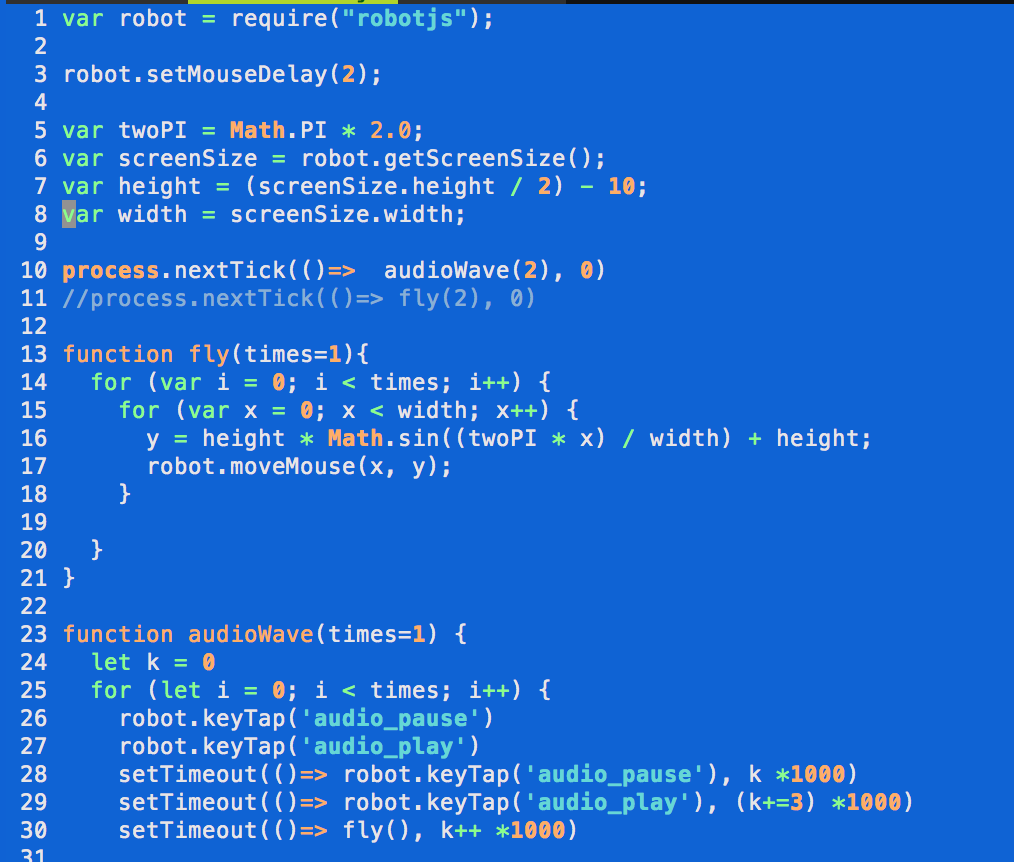 1 var robot = require("robotjs");
2
3 robot.setMouseDelay(2);
4
5 var twoPI = Math.PI * 2.0;
6 var screenSize = robot.getScreenSize();
7 var height = (screenSize.height / 2) - 10;
8 var width = screenSize.width;
9
10 process.nextTick(()=>  audioWave(2), 0)
11 //process.nextTick(()=> fly(2), 0)
12
13 function fly(times=1){
14   for (var i = 0; i < times; i++) {
15     for (var x = 0; x < width; x++) {
16       y = height * Math.sin((twoPI * x) / width) + height;
17       robot.moveMouse(x, y);
18     }
19
20   }
21 }
22
23 function audioWave(times=1) {
24   let k = 0
25   for (let i = 0; i < times; i++) {
26     robot.keyTap('audio_pause')
27     robot.keyTap('audio_play')
28     setTimeout(()=> robot.keyTap('audio_pause'), k *1000)
29     setTimeout(()=> robot.keyTap('audio_play'), (k+=3) *1000)
30     setTimeout(()=> fly(), k++ *1000)
31